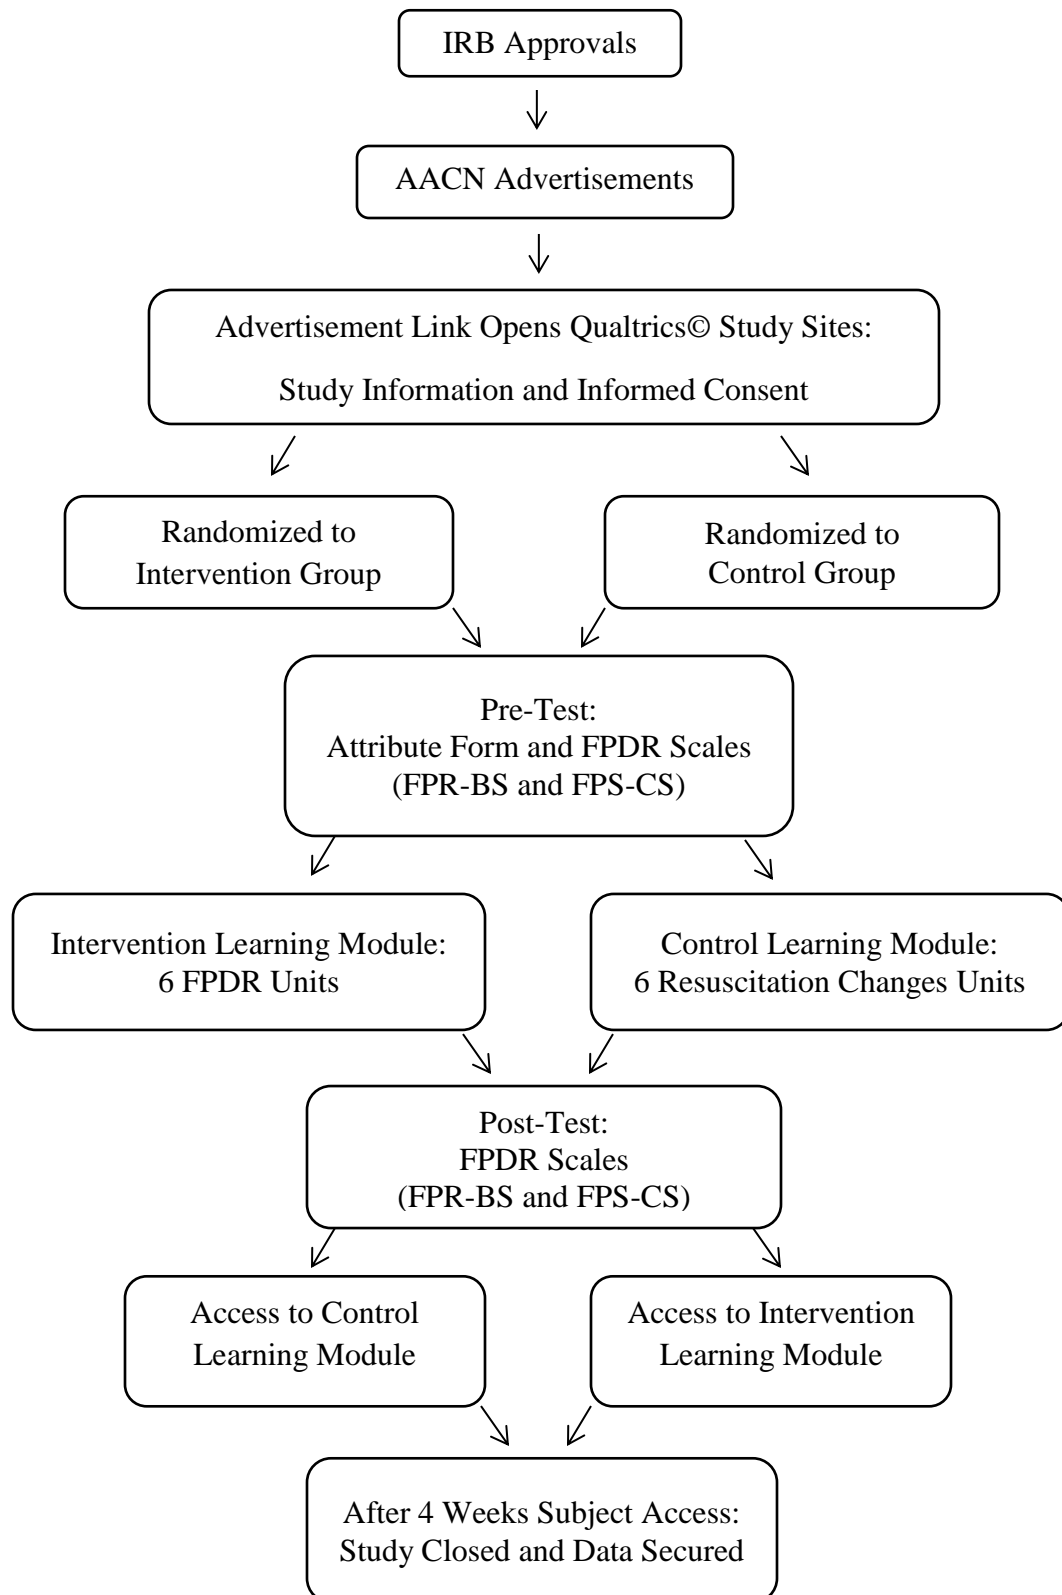 IRB Approvals
AACN Advertisements
Advertisement Link Opens Qualtrics© Study Sites:
Study Information and Informed Consent
Randomized to
Intervention Group
Randomized to
Control Group
Pre-Test:
Attribute Form and FPDR Scales
(FPR-BS and FPS-CS)
Intervention Learning Module:
6 FPDR Units
Control Learning Module:
6 Resuscitation Changes Units
Post-Test:
FPDR Scales
(FPR-BS and FPS-CS)
Access to Control
Learning Module
Access to Intervention
Learning Module
After 4 Weeks Subject Access:
Study Closed and Data Secured